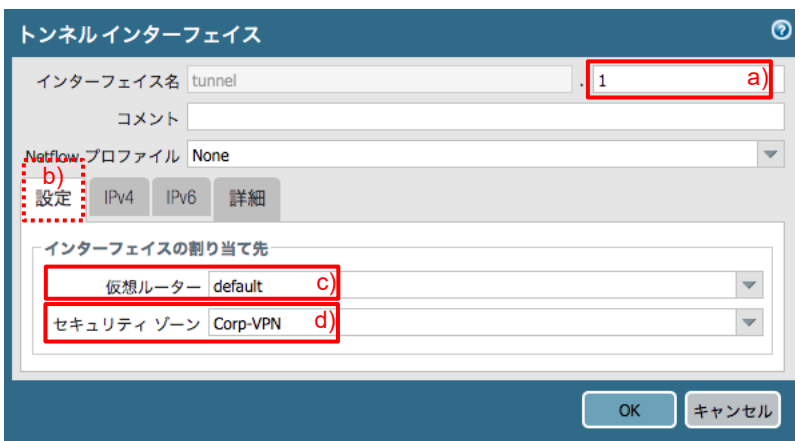 トンネル インターフェイス
インターフェイス名 tunnel . 1 a)
コメント
Netflow プロファイル None
b)
設定 IPv4 IPv6 詳細
インターフェイスの割り当て先
仮想ルーター default c)
セキュリティ ゾーン Corp-VPN d)
OK キャンセル